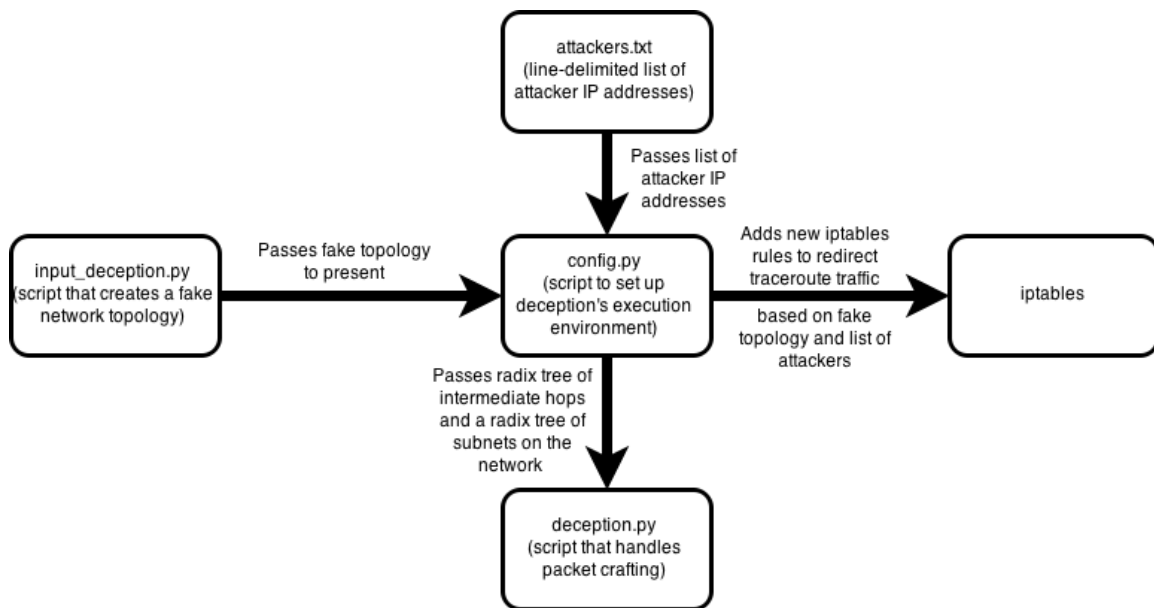 attackers.txt
(line-delimited list of
attacker IP addresses)
Passes list of
attacker IP
addresses
input_deception.py
(script that creates a fake
network topology)
Passes fake topology
to present
config.py
(script to set up
deception's execution
environment)
Adds new iptables
rules to redirect
traceroute traffic
based on fake
topology and list of
attackers
iptables
Passes radix tree of
intermediate hops
and a radix tree of
subnets on the
network
deception.py
(script that handles
packet crafting)